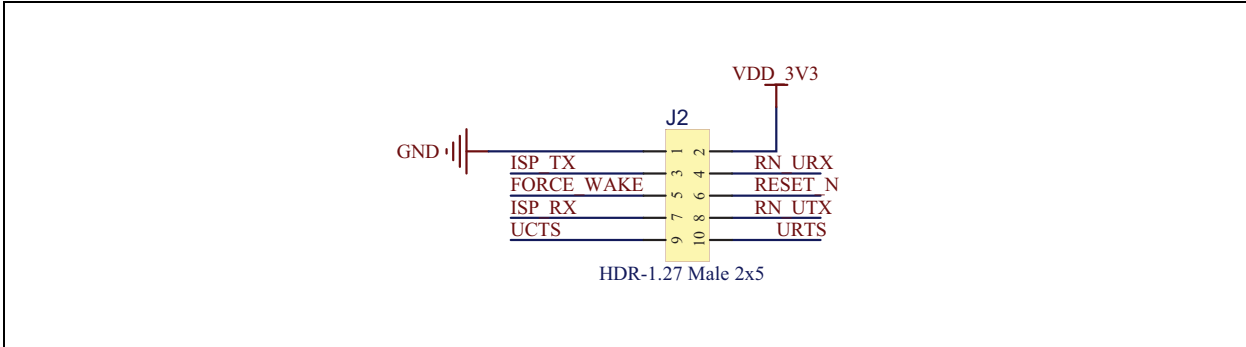 VDD_3V3
J2
GND
1 2
ISP_TX 3 4 RN_URX
FORCE_WAKE 5 6 RESET_N
ISP_RX 7 8 RN_UTX
UCTS 9 10 URTS
HDR-1.27 Male 2x5